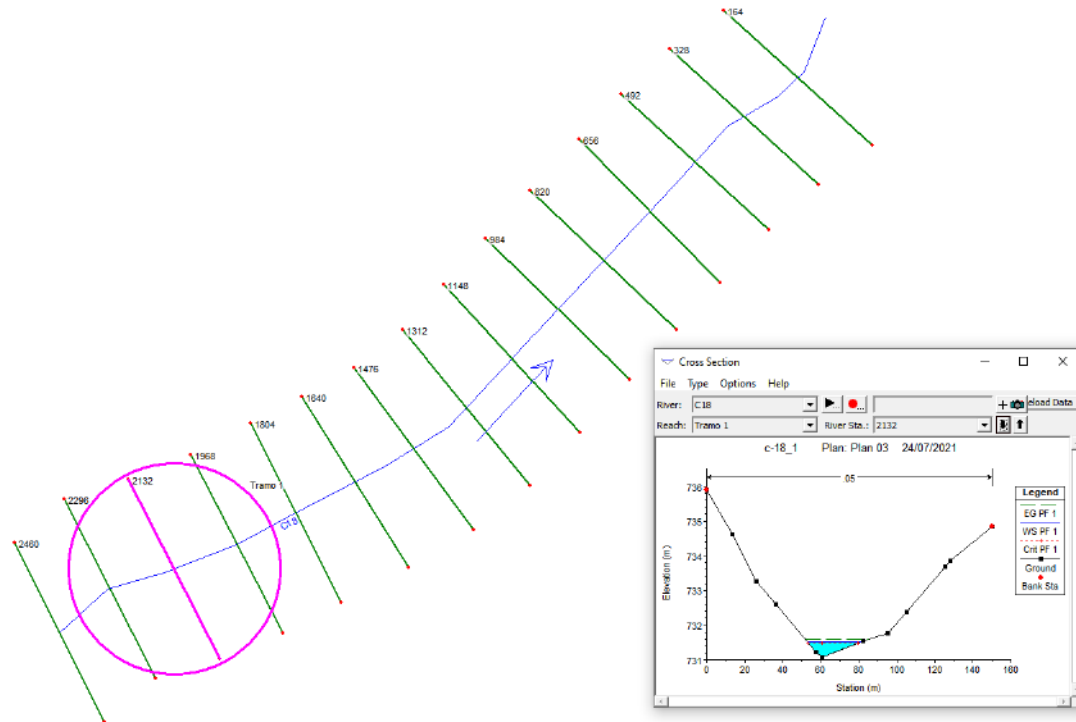 164
328
492
656
820
984
1148
1312
1476
1640
1804
1968
2132
2296
2460
Tramo 1
C18
Cross Section
File Type Options Help
River: C18
eload Data
Reach: Tramo 1 River Sta.: 2132
c-18_1 Plan: Plan 03 24/07/2021
.05
Legend
EG PF 1
WS PF 1
Crit PF 1
Ground
Bank Sta
736
735
734
733
732
731
Elevation (m)
0 20 40 60 80 100 120 140 160
Station (m)